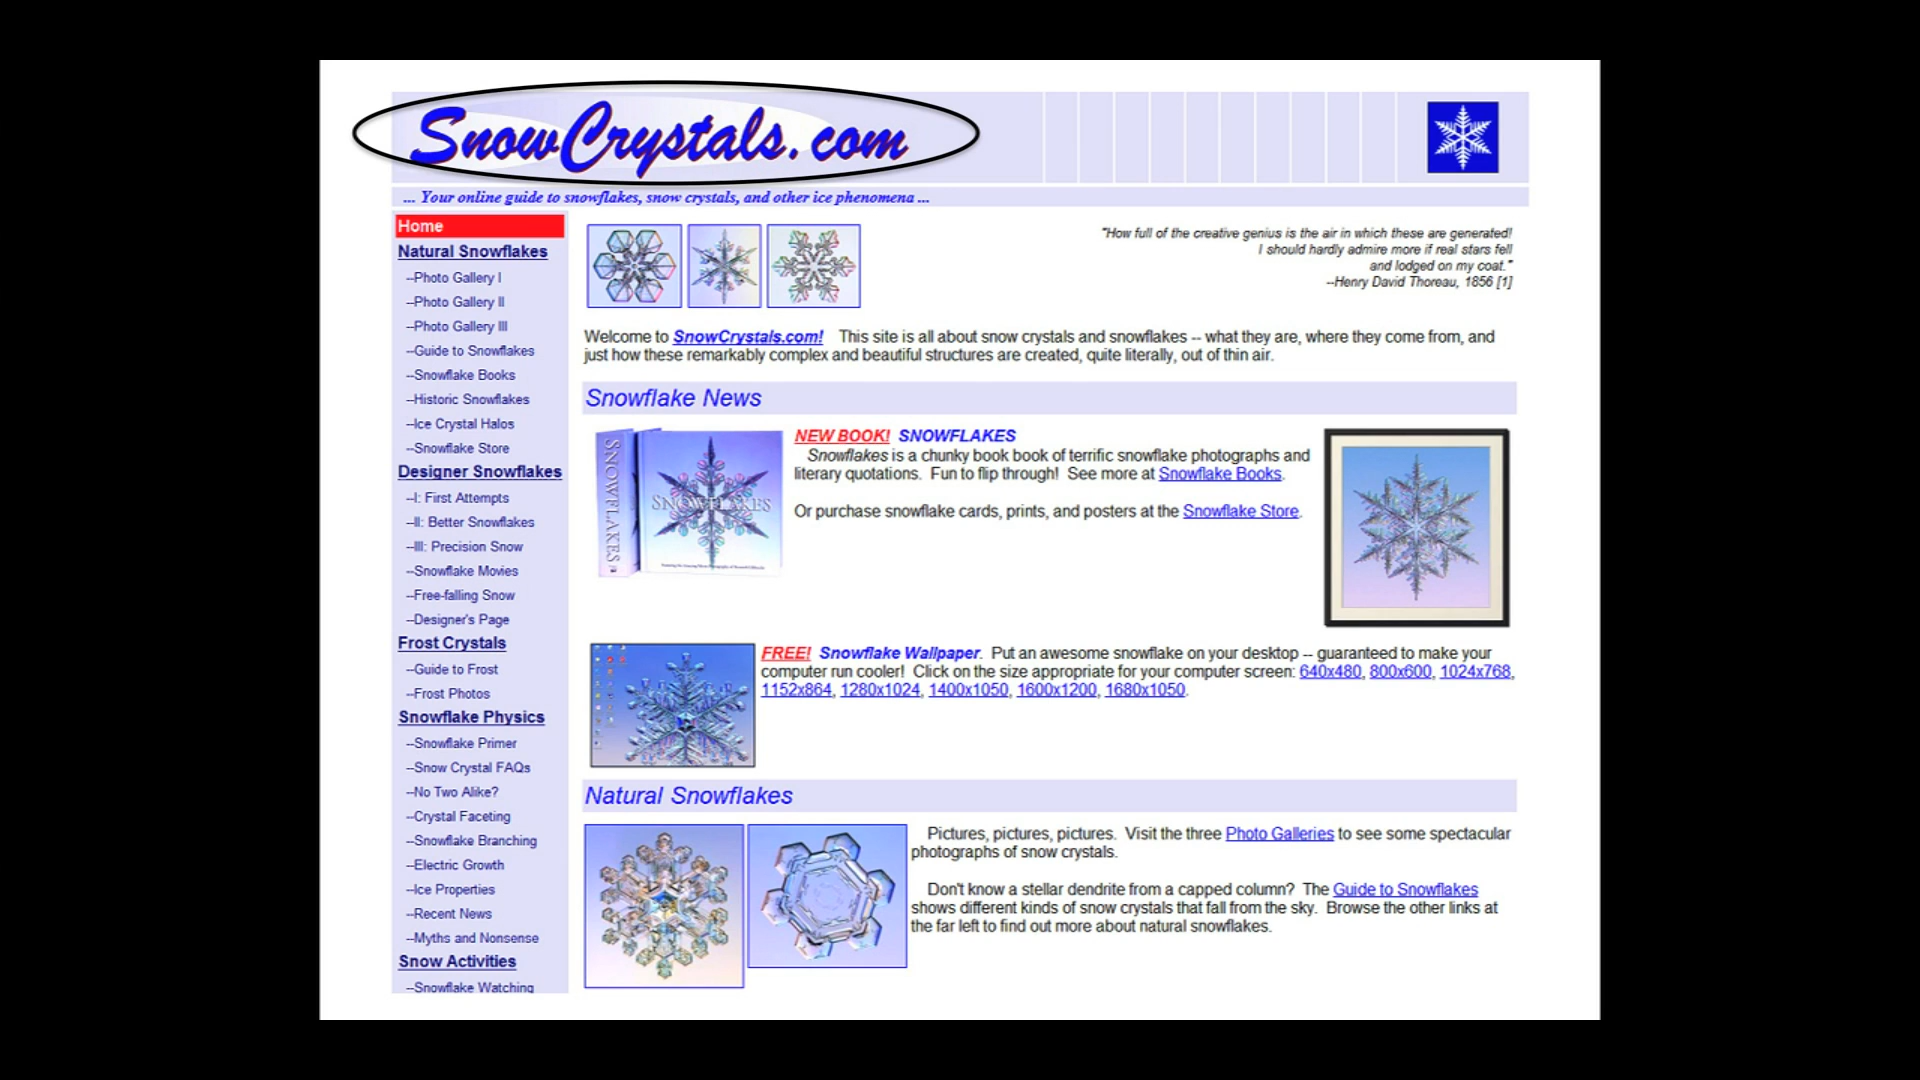 SnowCrystals.com
... Your online guide to snowflakes, snow crystals, and other ice phenomena ...
Home
Natural Snowflakes
--Photo Gallery I
--Photo Gallery II
--Photo Gallery III
--Guide to Snowflakes
--Snowflake Books
--Historic Snowflakes
--Ice Crystal Halos
--Snowflake Store
Designer Snowflakes
--I: First Attempts
--II: Better Snowflakes
--III: Precision Snow
--Snowflake Movies
--Free-falling Snow
--Designer's Page
Frost Crystals
--Guide to Frost
--Frost Photos
Snowflake Physics
--Snowflake Primer
--Snow Crystal FAQs
--No Two Alike?
--Crystal Faceting
--Snowflake Branching
--Electric Growth
--Ice Properties
--Recent News
--Myths and Nonsense
Snow Activities
--Snowflake Watching
"How full of the creative genius is the air in which these are generated!
I should hardly admire more if real stars fell
and lodged on my coat."
--Henry David Thoreau, 1856 [1]
Welcome to SnowCrystals.com! This site is all about snow crystals and snowflakes -- what they are, where they come from, and
just how these remarkably complex and beautiful structures are created, quite literally, out of thin air.
Snowflake News
SNOWFLAKES
SNOWFLAKES
NEW BOOK! SNOWFLAKES
Snowflakes is a chunky book book of terrific snowflake photographs and
literary quotations. Fun to flip through! See more at Snowflake Books.
Or purchase snowflake cards, prints, and posters at the Snowflake Store.
FREE! Snowflake Wallpaper. Put an awesome snowflake on your desktop -- guaranteed to make your
computer run cooler! Click on the size appropriate for your computer screen: 640x480, 800x600, 1024x768,
1152x864, 1280x1024, 1400x1050, 1600x1200, 1680x1050.
Natural Snowflakes
Pictures, pictures, pictures. Visit the three Photo Galleries to see some spectacular
photographs of snow crystals.
Don't know a stellar dendrite from a capped column? The Guide to Snowflakes
shows different kinds of snow crystals that fall from the sky. Browse the other links at
the far left to find out more about natural snowflakes.